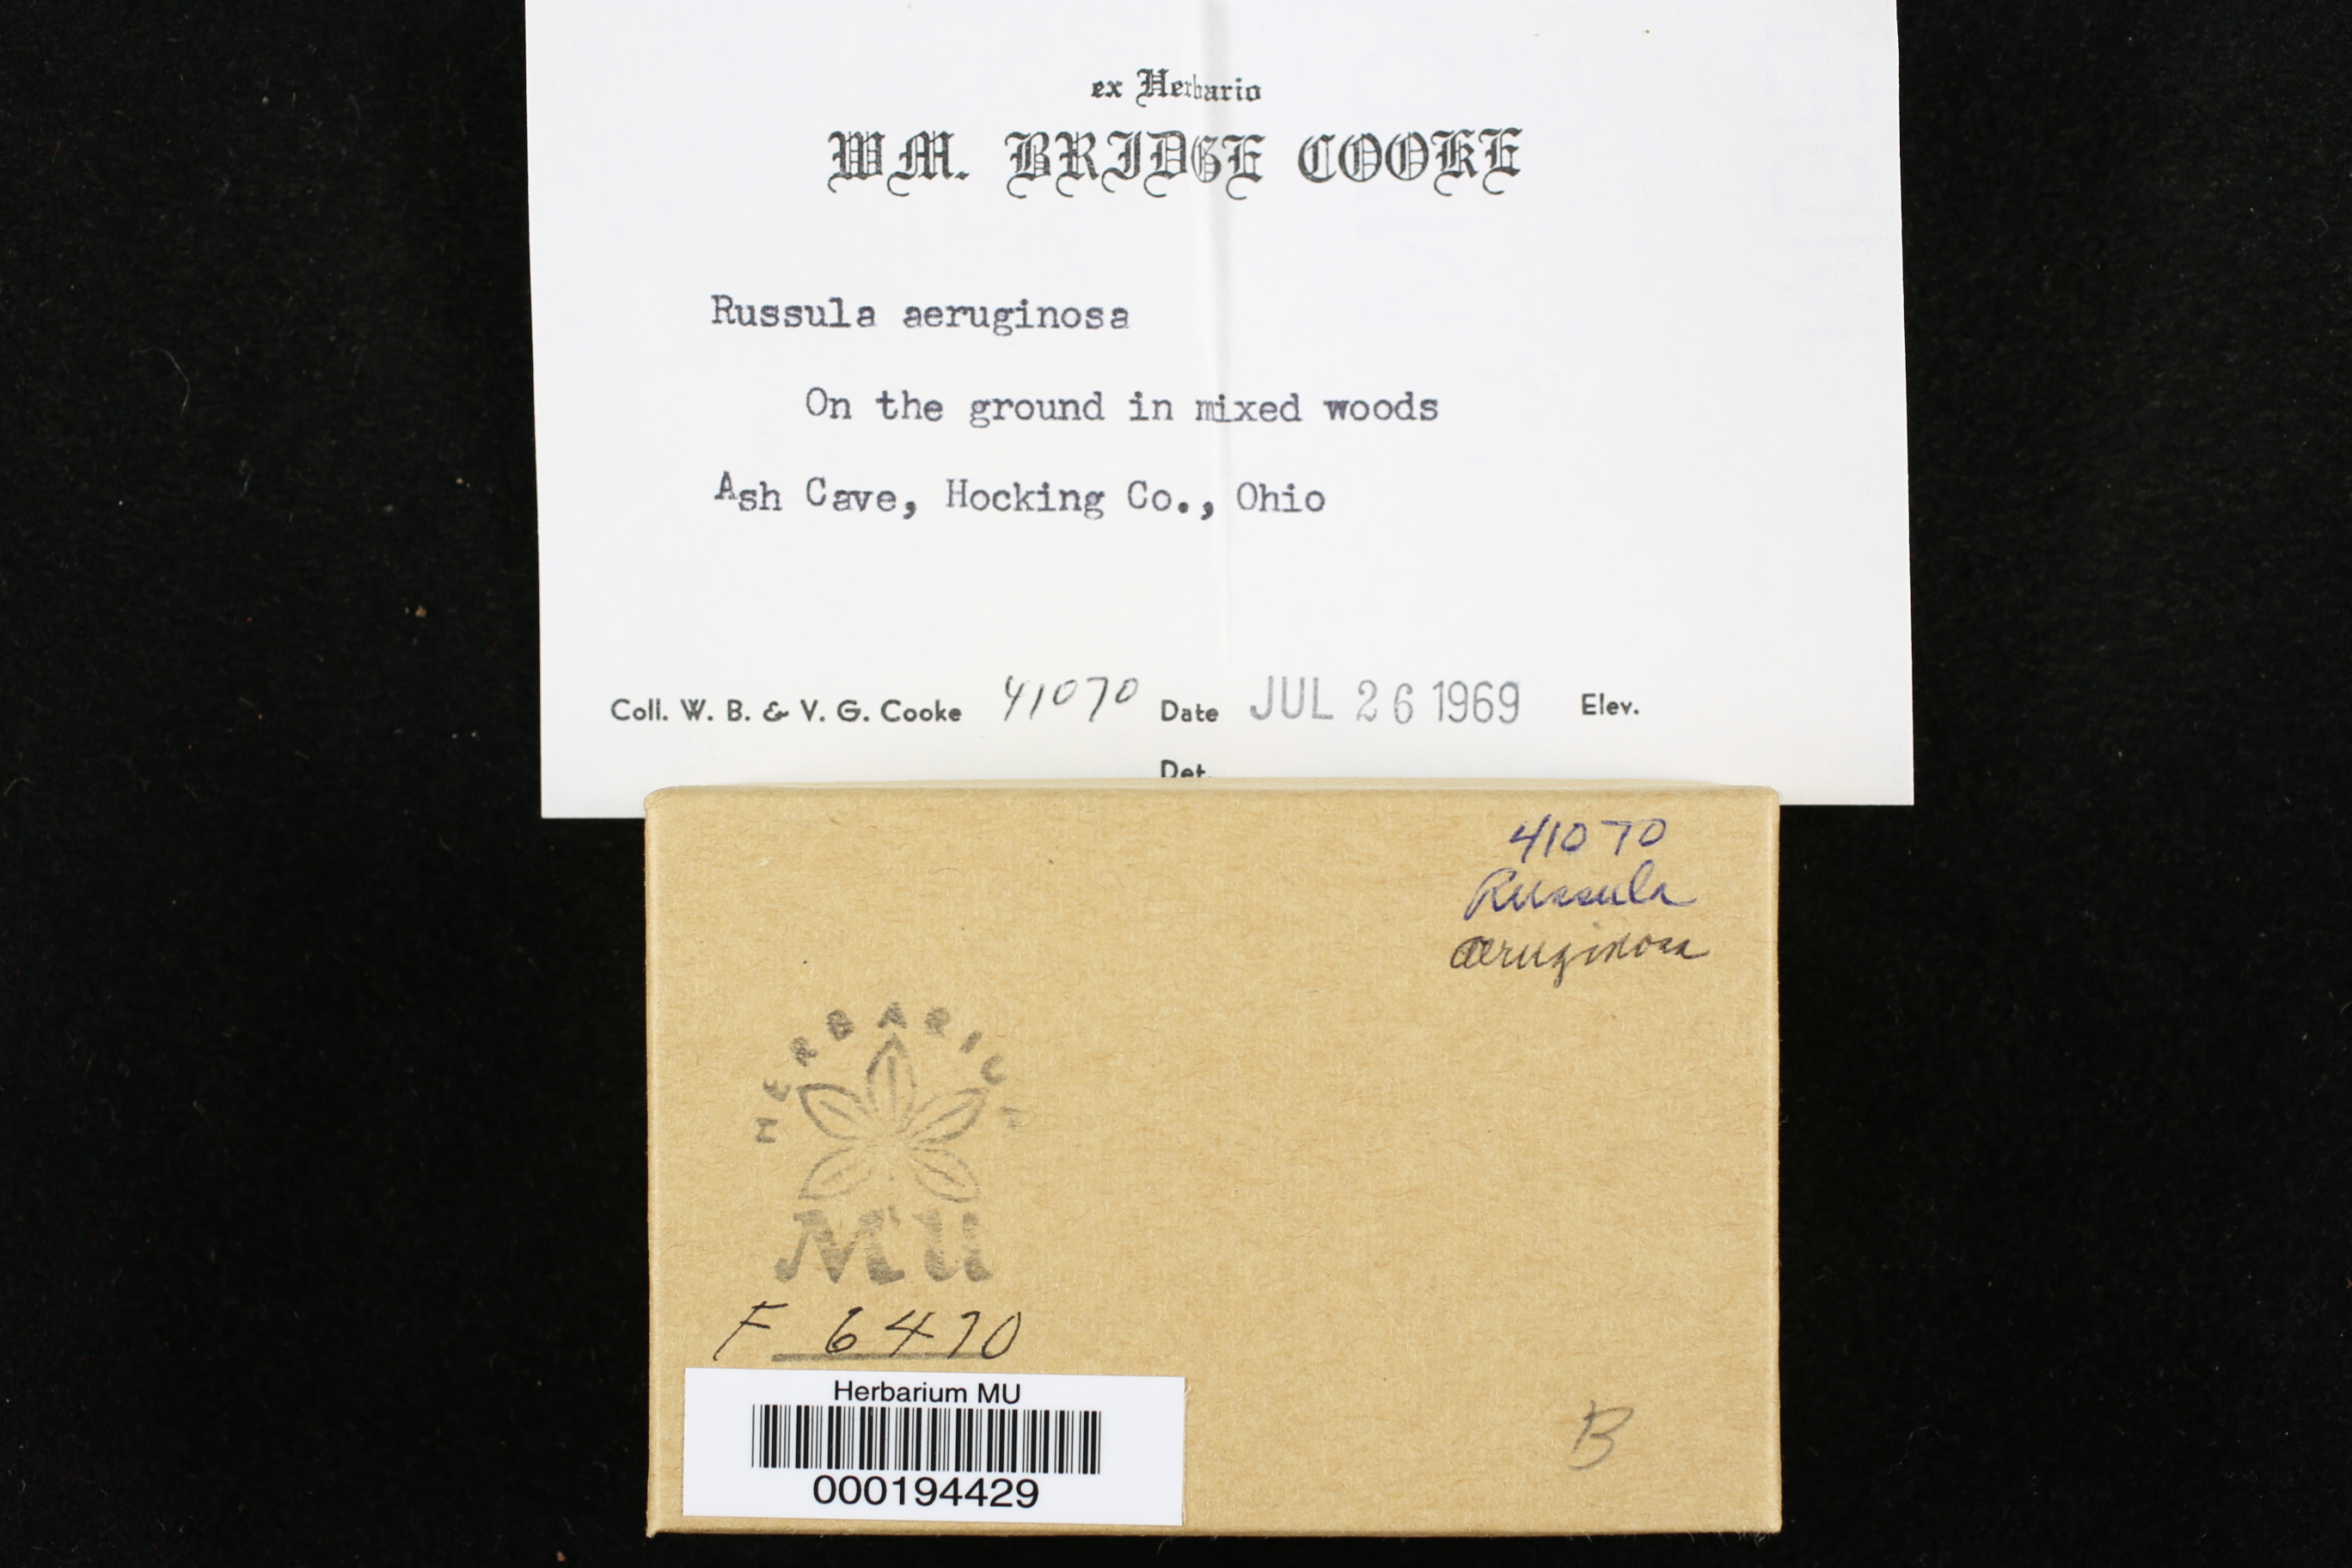 ex Herbario
WM. BRIDGE COOKE
Russula aeruginosa
On the ground in mixed woods
Ash Cave, Hocking Co., Ohio
Coll. W. B. & V. G. Cooke 41070 Date JUL 26 1969 Elev.
Det.
41070
Russula
aeruginosa
HERBARIUM
MU
F 6470
Herbarium MU
000194429
B